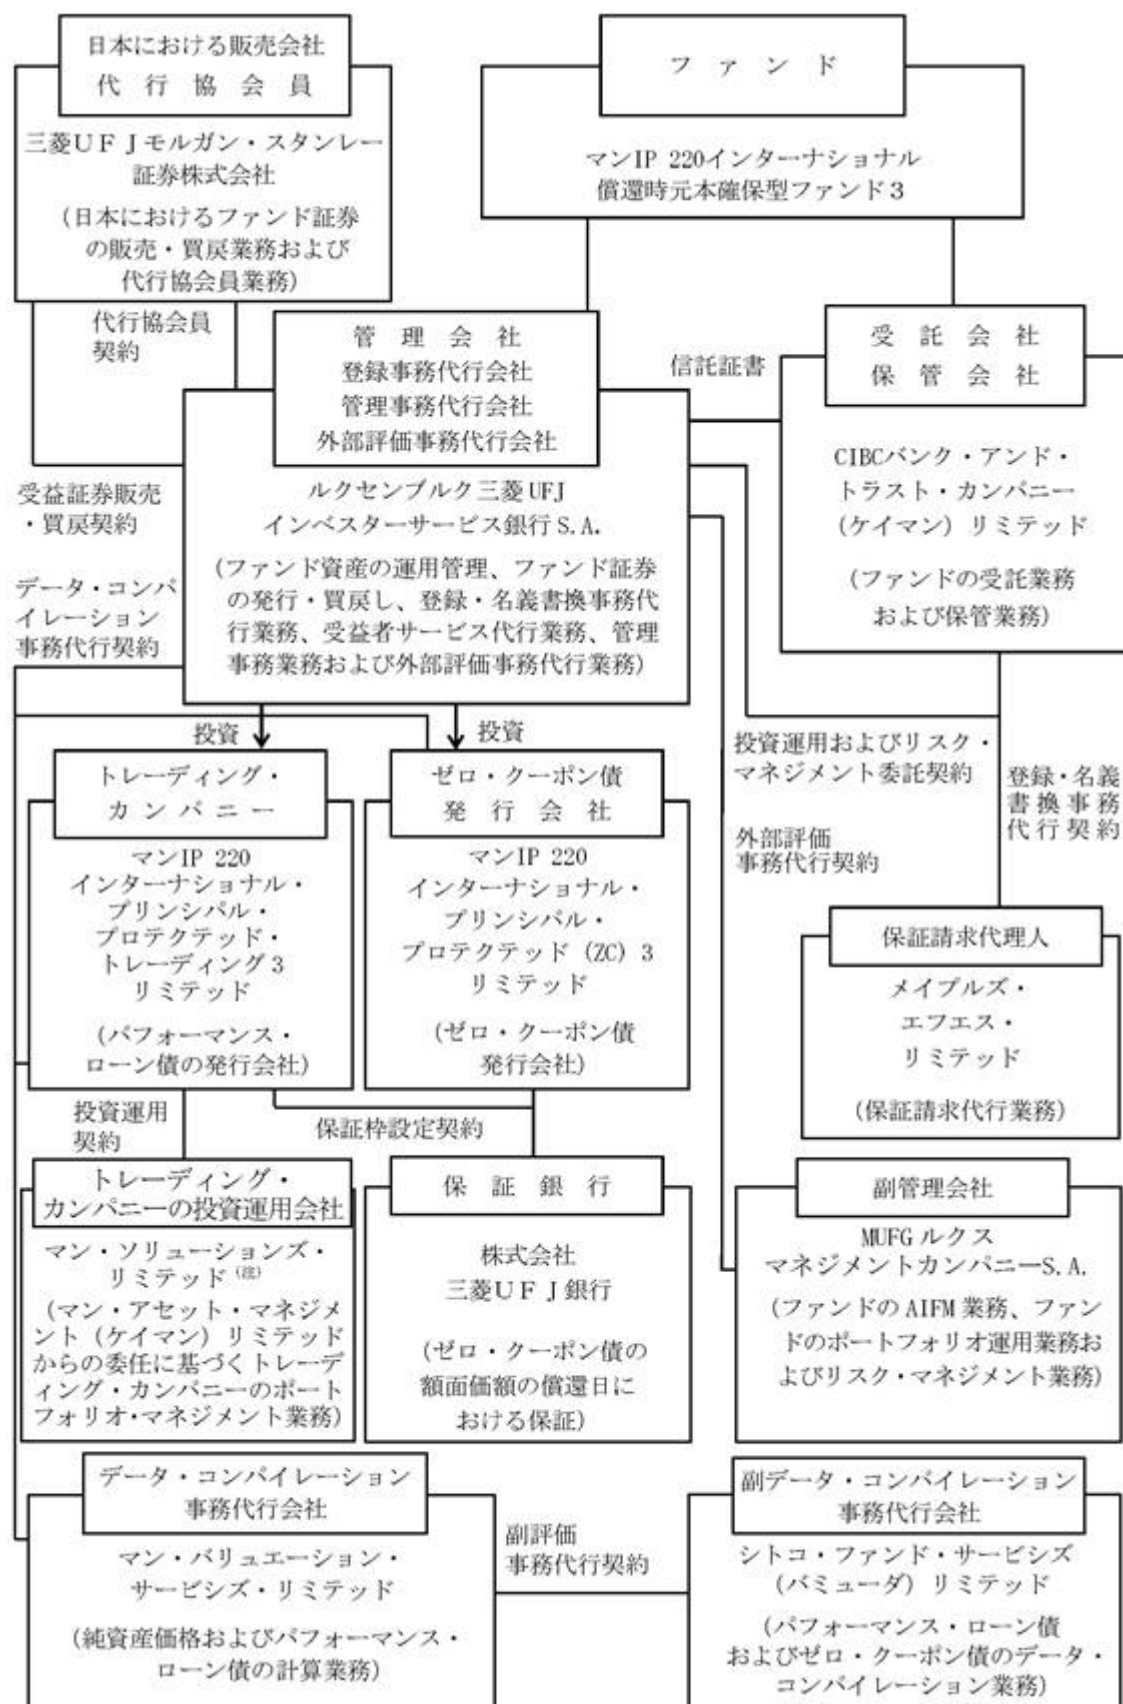 日本における販売会社
代行協会員
三菱ＵＦＪモルガン・スタンレー
証券株式会社
(日本におけるファンド証券
の販売・買戻業務および
代行協会員業務)
ファンド
マンIP 220インターナショナル
償還時元本確保型ファンド３
代行協会員
契約
管理会社
登録事務代行会社
管理事務代行会社
外部評価事務代行会社
信託証書
受託会社
保管会社
受益証券販売
・買戻契約
ルクセンブルク三菱UFJ
インベスターサービス銀行S.A.
(ファンド資産の運用管理、ファンド証券
の発行・買戻し、登録・名義書換事務代
行業務、受益者サービス代行業務、管理
事務業務および外部評価事務代行業務)
CIBCバンク・アンド・
トラスト・カンパニー
(ケイマン) リミテッド
(ファンドの受託業務
および保管業務)
データ・コンパ
イレーション
事務代行契約
投資
投資
投資運用およびリスク・
マネジメント委託契約
登録・名義
書換事務
代行契約
外部評価
事務代行契約
トレーディング・
カンパニー
マンIP 220
インターナショナル・
プリンシパル・
プロテクテッド・
トレーディング３
リミテッド
(パフォーマンス・
ローン債の発行会社)
ゼロ・クーポン債
発行会社
マンIP 220
インターナショナル・
プリンシパル・
プロテクテッド (ZC) 3
リミテッド
(ゼロ・クーポン債
発行会社)
保証請求代理人
メイプルズ・
エフエス・
リミテッド
(保証請求代行業務)
投資運用
契約
保証枠設定契約
トレーディング・
カンパニーの投資運用会社
マン・ソリューションズ・
リミテッド(注)
(マン・アセット・マネジメ
ント (ケイマン) リミテッド
からの委任に基づくトレーデ
ィング・カンパニーのポート
フォリオ・マネジメント業務)
保証銀行
株式会社
三菱ＵＦＪ銀行
(ゼロ・クーポン債の
額面価額の償還日に
おける保証)
副管理会社
MUFGルクス
マネジメントカンパニーS.A.
(ファンドのAIFM業務、ファン
ドのポートフォリオ運用業務お
よびリスク・マネジメント業務)
データ・コンパイレーション
事務代行会社
マン・バリュエーション・
サービシズ・リミテッド
(純資産価格およびパフォーマンス・
ローン債の計算業務)
副評価
事務代行契約
副データ・コンパイレーション
事務代行会社
シトコ・ファンド・サービシズ
(バミューダ) リミテッド
(パフォーマンス・ローン債
およびゼロ・クーポン債のデータ・
コンパイレーション業務)